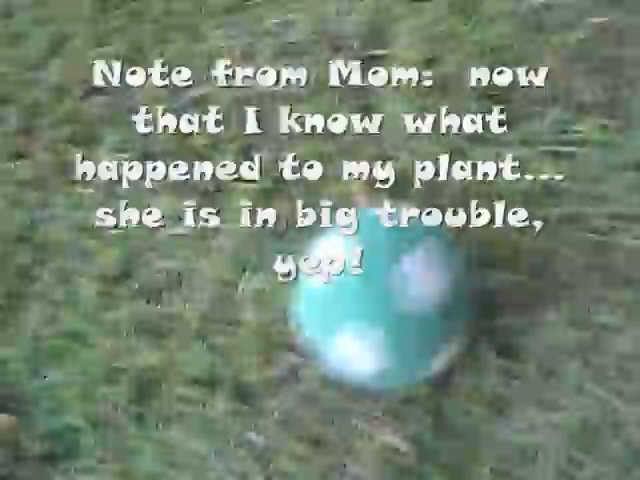 Note from Mom: now
that I know what
happened to my plant...
she is in big trouble,
yep!